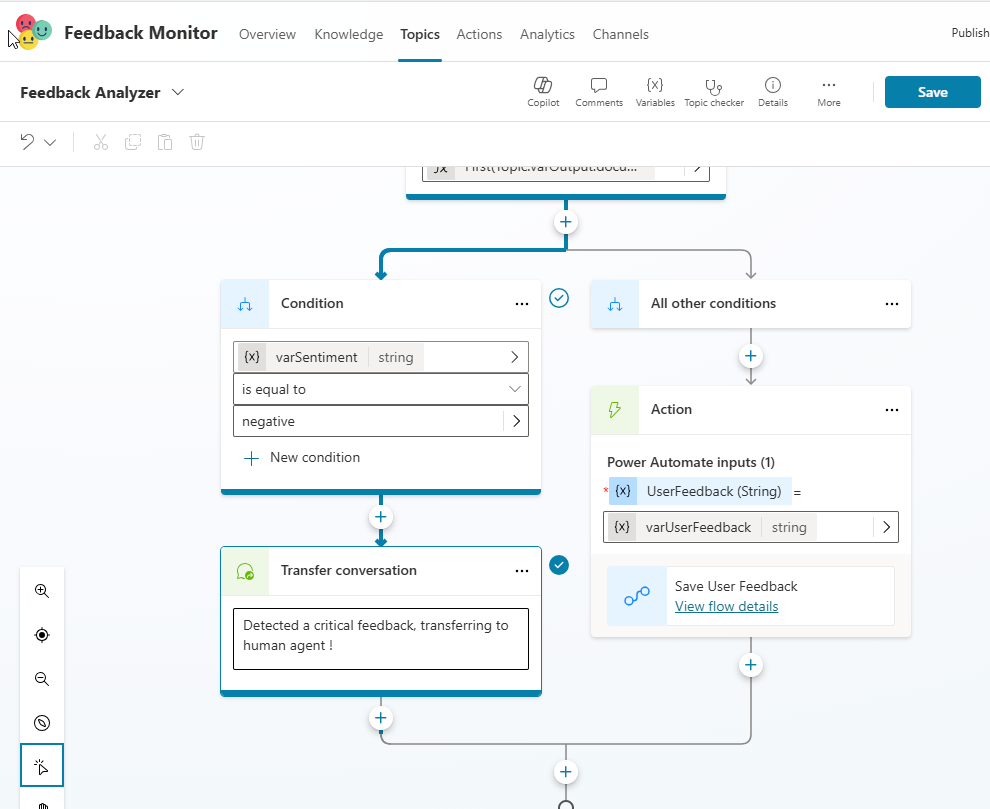 Feedback Monitor
Overview
Knowledge
Topics
Actions
Analytics
Channels
Publish
Feedback Analyzer
Copilot
Comments
{x}
Variables
Topic checker
Details
More
Save
fx
First(Topic.varOutput.docu...
Condition
{x} varSentiment string
is equal to
negative
New condition
All other conditions
Action
Power Automate inputs (1)
* {x} UserFeedback (String) =
{x} varUserFeedback string
Save User Feedback
View flow details
Transfer conversation
Detected a critical feedback, transferring to
human agent !